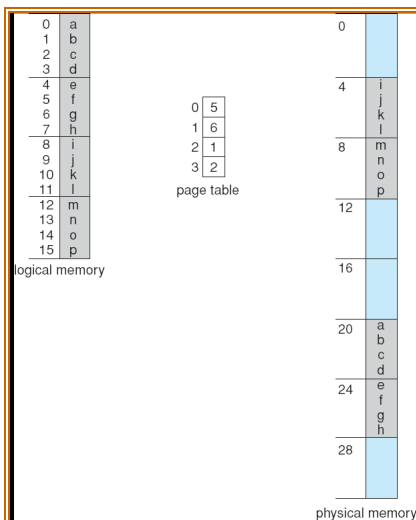 0 a
1 b
2 c
3 d
4 e
5 f
6 g
7 h
8 i
9 j
10 k
11 l
12 m
13 n
14 o
15 p
logical memory
0 5
1 6
2 1
3 2
page table
0
4 i
j
k
l
8 m
n
o
p
12
16
20 a
b
c
d
24 e
f
g
h
28
physical memory